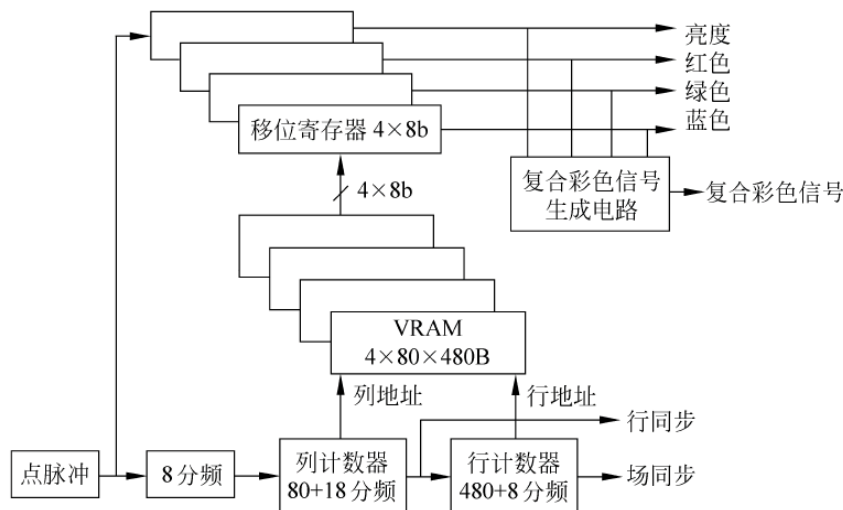 亮度
红色
绿色
蓝色
移位寄存器 4×8b
4×8b
复合彩色信号
生成电路
复合彩色信号
VRAM
4×80×480B
列地址
行地址
行同步
点脉冲
8分频
列计数器
80+18分频
行计数器
480+8分频
场同步